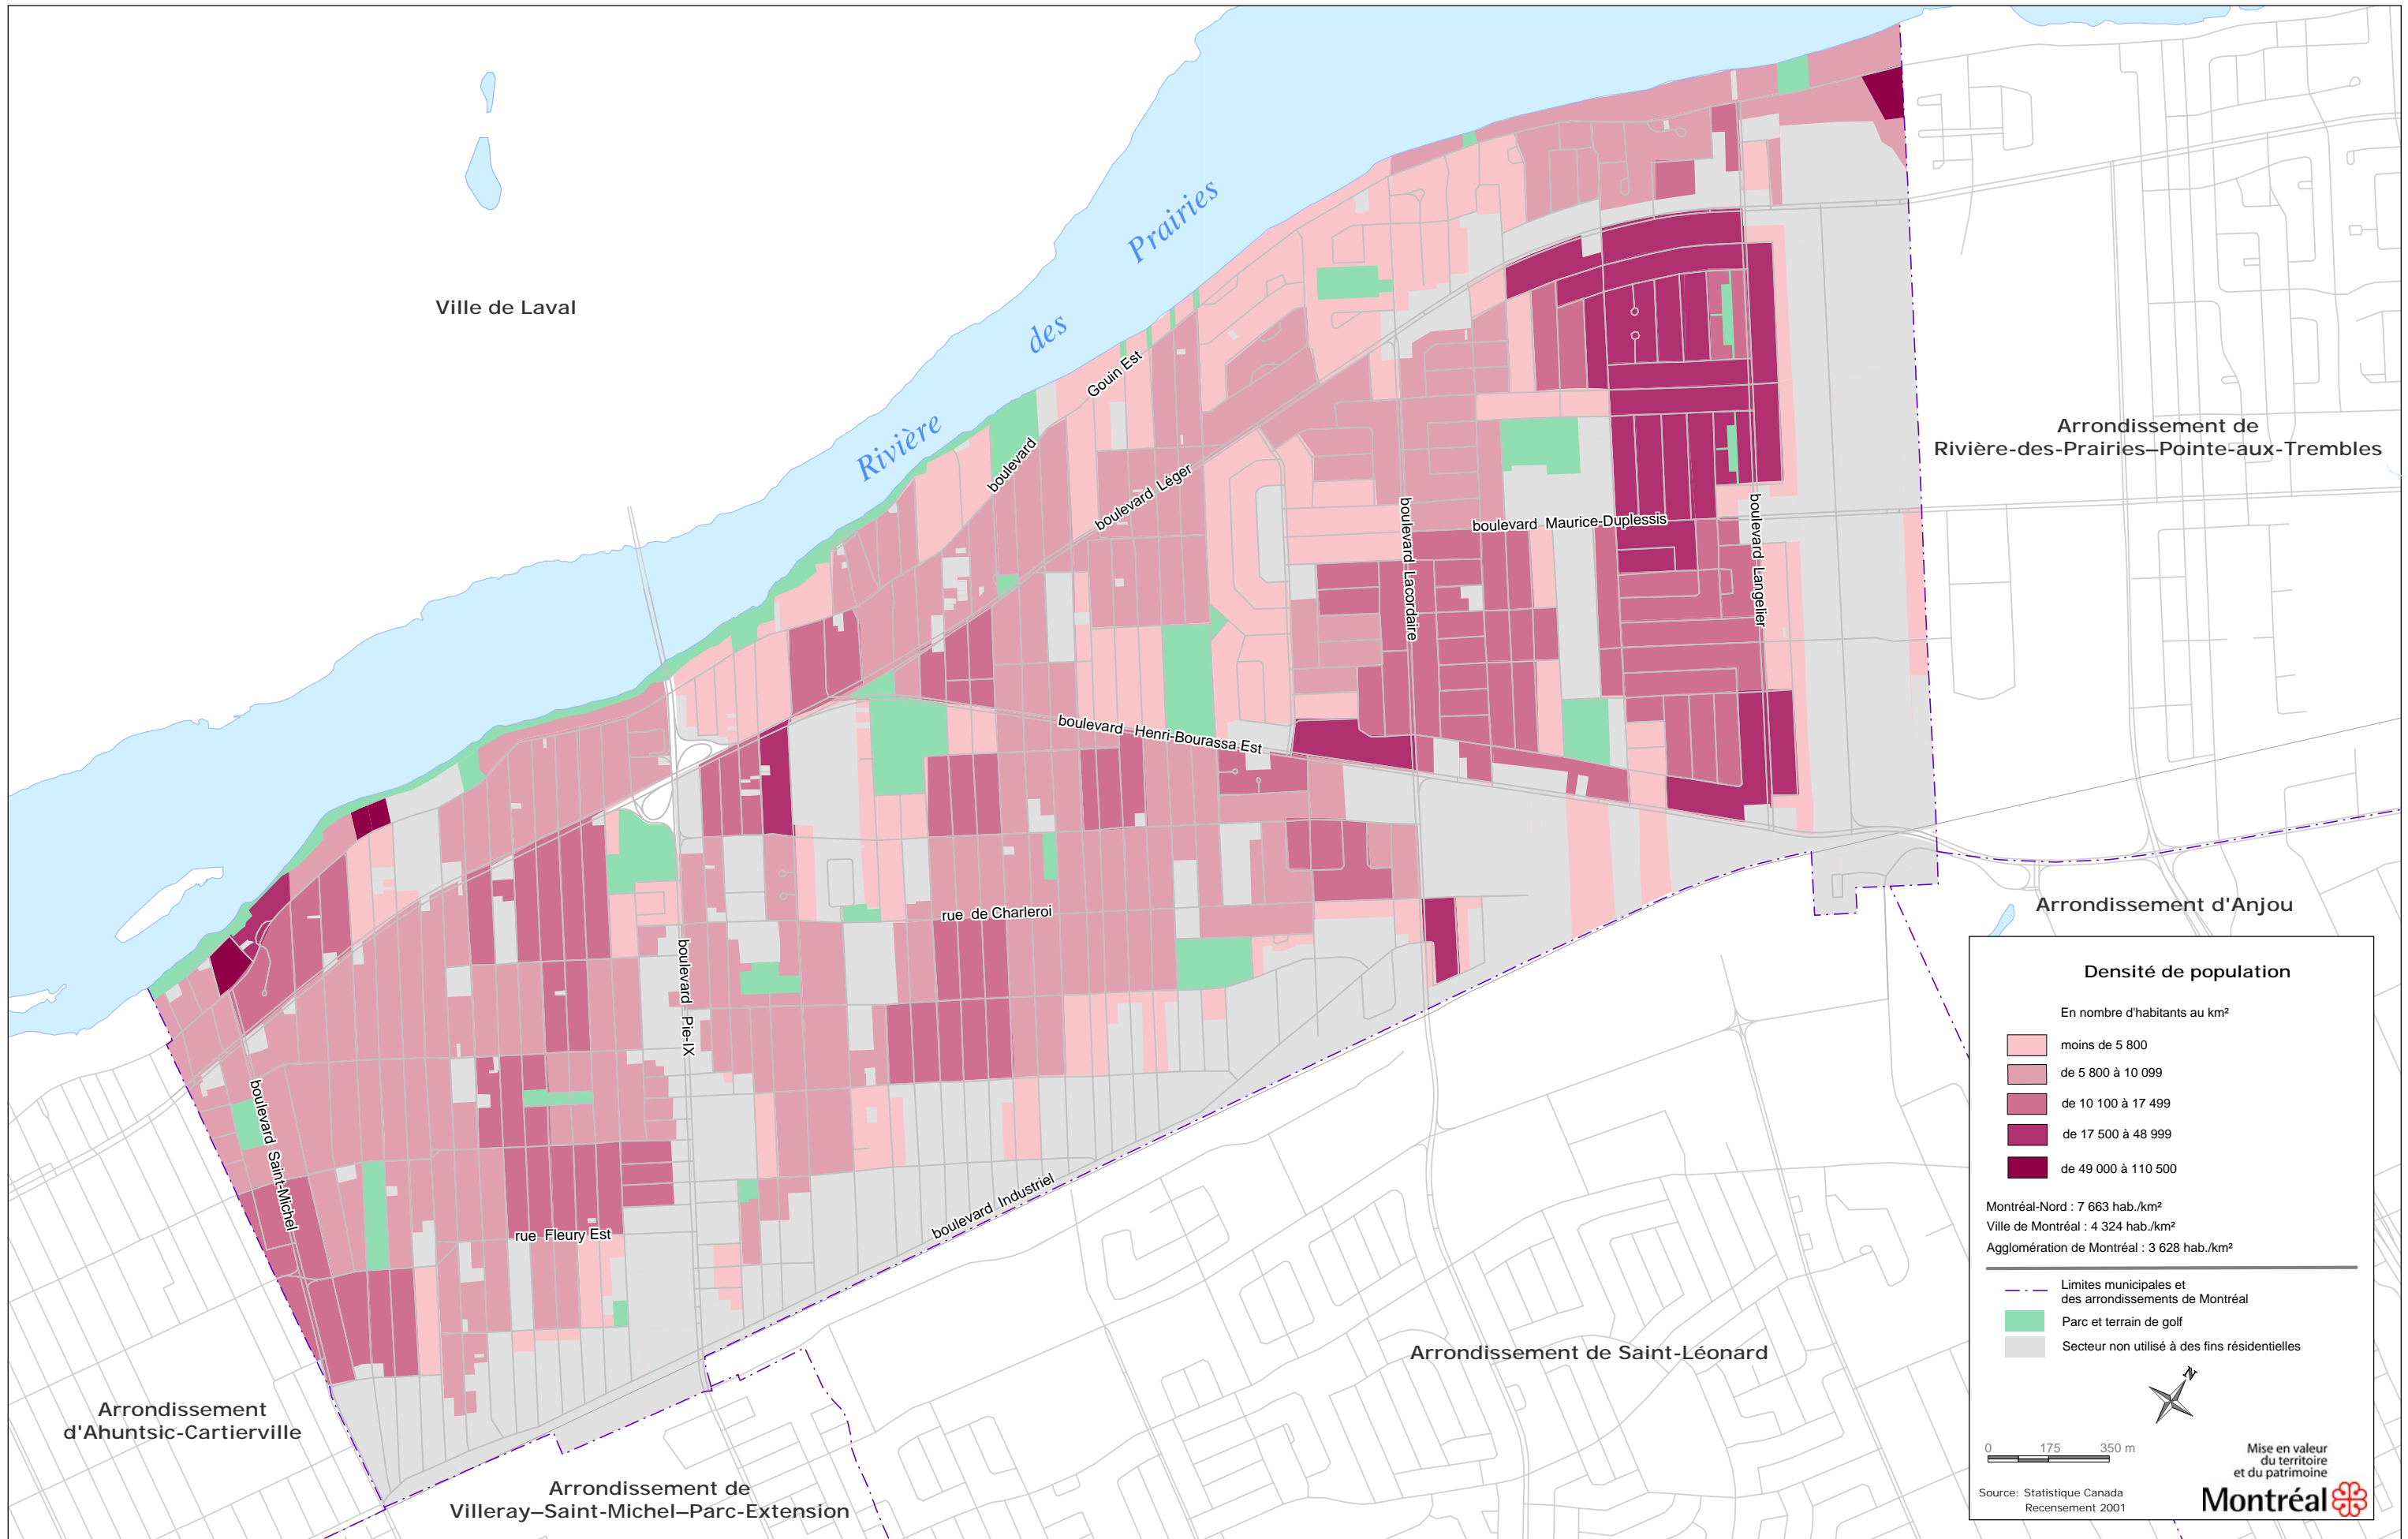 Ville de Laval
Rivière des Prairies
boulevard Gouin Est
boulevard Léger
boulevard Maurice-Duplessis
boulevard Lacordaire
boulevard Langelier
boulevard Henri-Bourassa Est
rue de Charleroi
boulevard Pie-IX
boulevard Saint-Michel
rue Fleury Est
boulevard Industriel
Arrondissement de
Rivière-des-Prairies–Pointe-aux-Trembles
Arrondissement d'Anjou
Arrondissement de Saint-Léonard
Arrondissement
d'Ahuntsic-Cartierville
Arrondissement de
Villeray–Saint-Michel–Parc-Extension
Densité de population
En nombre d'habitants au km²
moins de 5 800
de 5 800 à 10 099
de 10 100 à 17 499
de 17 500 à 48 999
de 49 000 à 110 500
Montréal-Nord : 7 663 hab./km²
Ville de Montréal : 4 324 hab./km²
Agglomération de Montréal : 3 628 hab./km²
Limites municipales et
des arrondissements de Montréal
Parc et terrain de golf
Secteur non utilisé à des fins résidentielles
N
0 175 350 m
Mise en valeur
du territoire
et du patrimoine
Source: Statistique Canada
Recensement 2001
Montréal